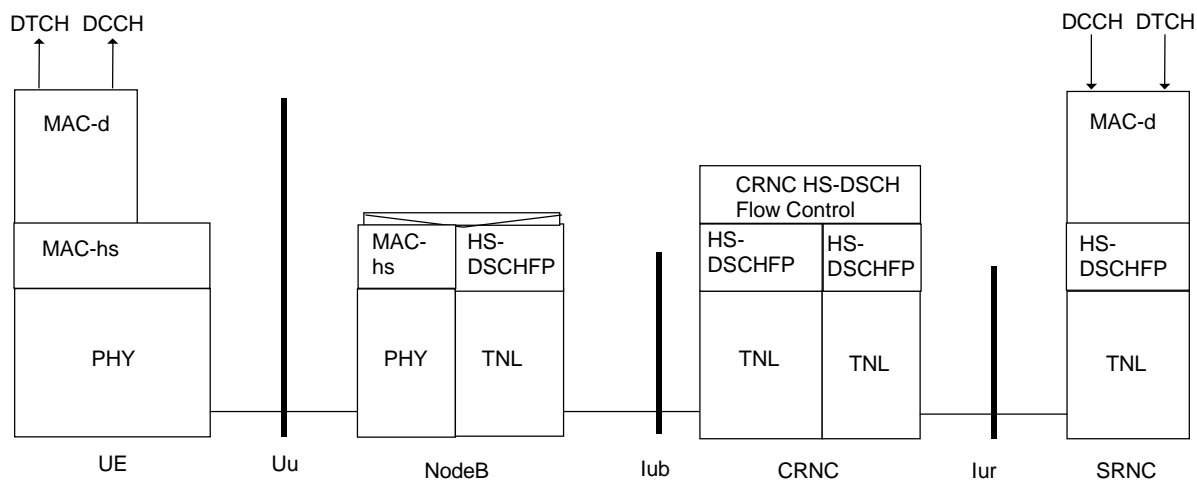 DTCH DCCH
DCCH DTCH
MAC-d
MAC-d
CRNC HS-DSCH
Flow Control
MAC-hs
MAC-
hs
HS-
DSCHFP
HS-
DSCHFP
HS-
DSCHFP
HS-
DSCHFP
PHY
PHY
TNL
TNL
TNL
TNL
UE
Uu
NodeB
Iub
CRNC
Iur
SRNC